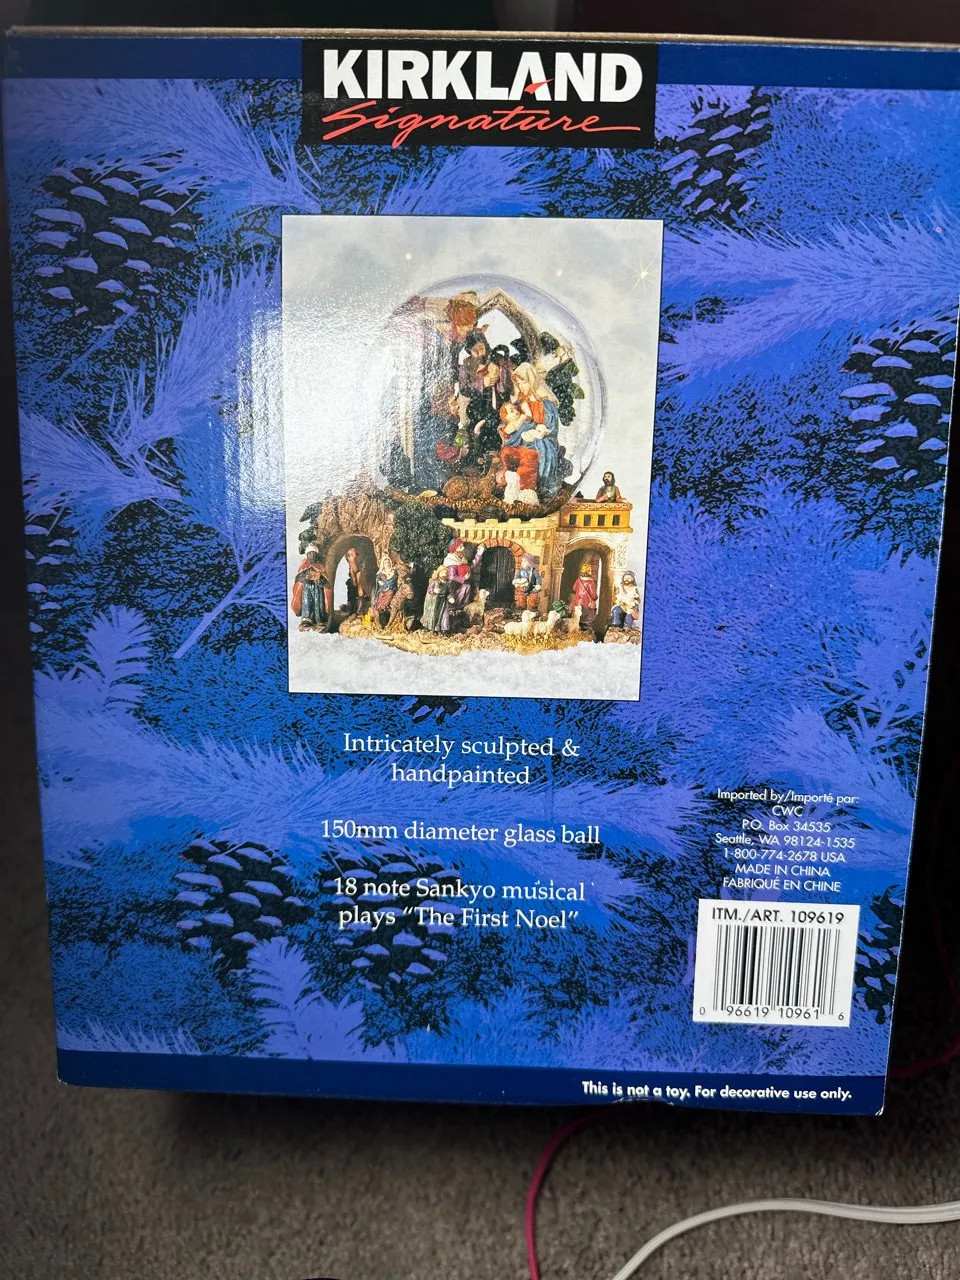 KIRKLAND
Signature
Intricately sculpted &
handpainted
150mm diameter glass ball
18 note Sankyo musical
plays “The First Noel”
Imported by/Importé par:
CWC
P.O. Box 34535
Seattle, WA 98124-1535
1-800-774-2678 USA
MADE IN CHINA
FABRIQUÉ EN CHINE
ITM./ART. 109619
0 96619 10961 6
This is not a toy. For decorative use only.